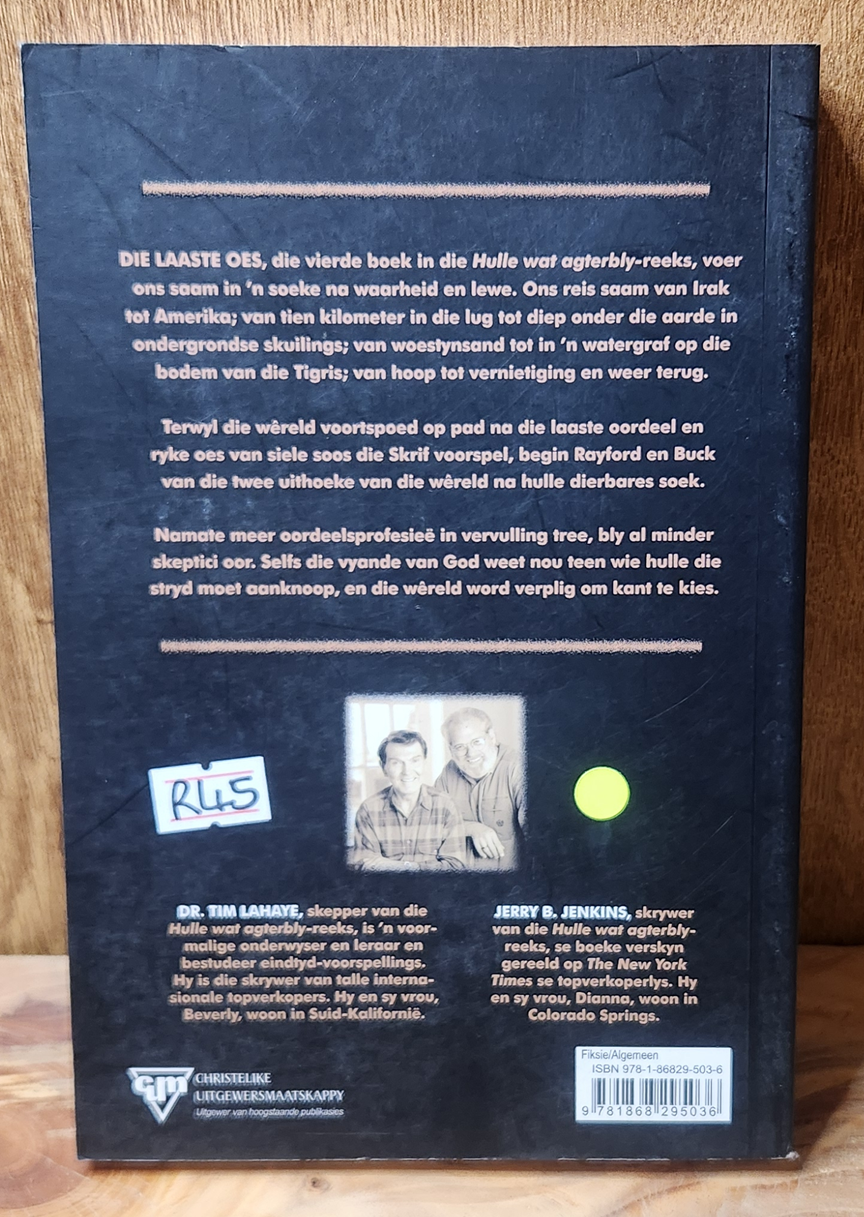 DIE LAASTE OES, die vierde boek in die Hulle wat agterbly-reeks, voer
ons saam in 'n soeke na waarheid en lewe. Ons reis saam van Irak
tot Amerika; van tien kilometer in die lug tot diep onder die aarde in
ondergrondse skuilings; van woestynsand tot in 'n watergraf op die
bodem van die Tigris; van hoop tot vernietiging en weer terug.
Terwyl die wêreld voortspoed op pad na die laaste oordeel en
ryke oes van siele soos die Skrif voorspel, begin Rayford en Buck
van die twee uithoeke van die wêreld na hulle dierbares soek.
Namate meer oordeelsprofesieë in vervulling tree, bly al minder
skeptici oor. Selfs die vyande van God weet nou teen wie hulle die
stryd moet aanknoop, en die wêreld word verplig om kant te kies.
R45
DR. TIM LAHAYE, skepper van die
Hulle wat agterbly-reeks, is 'n voor-
malige onderwyser en leraar en
bestudeer eindtyd-voorspellings.
Hy is die skrywer van talle interna-
sionale topverkopers. Hy en sy vrou,
Beverly, woon in Suid-Kalifornië.
JERRY B. JENKINS, skrywer
van die Hulle wat agterbly-
reeks, se boeke verskyn
gereeld op The New York
Times se topverkoperlys. Hy
en sy vrou, Dianna, woon in
Colorado Springs.
CUM
CHRISTELIKE
UITGEWERSMAATSKAPPY
Uitgewer van hoogstaande publikasies
Fiksie/Algemeen
ISBN 978-1-86829-503-6
9 781868 295036